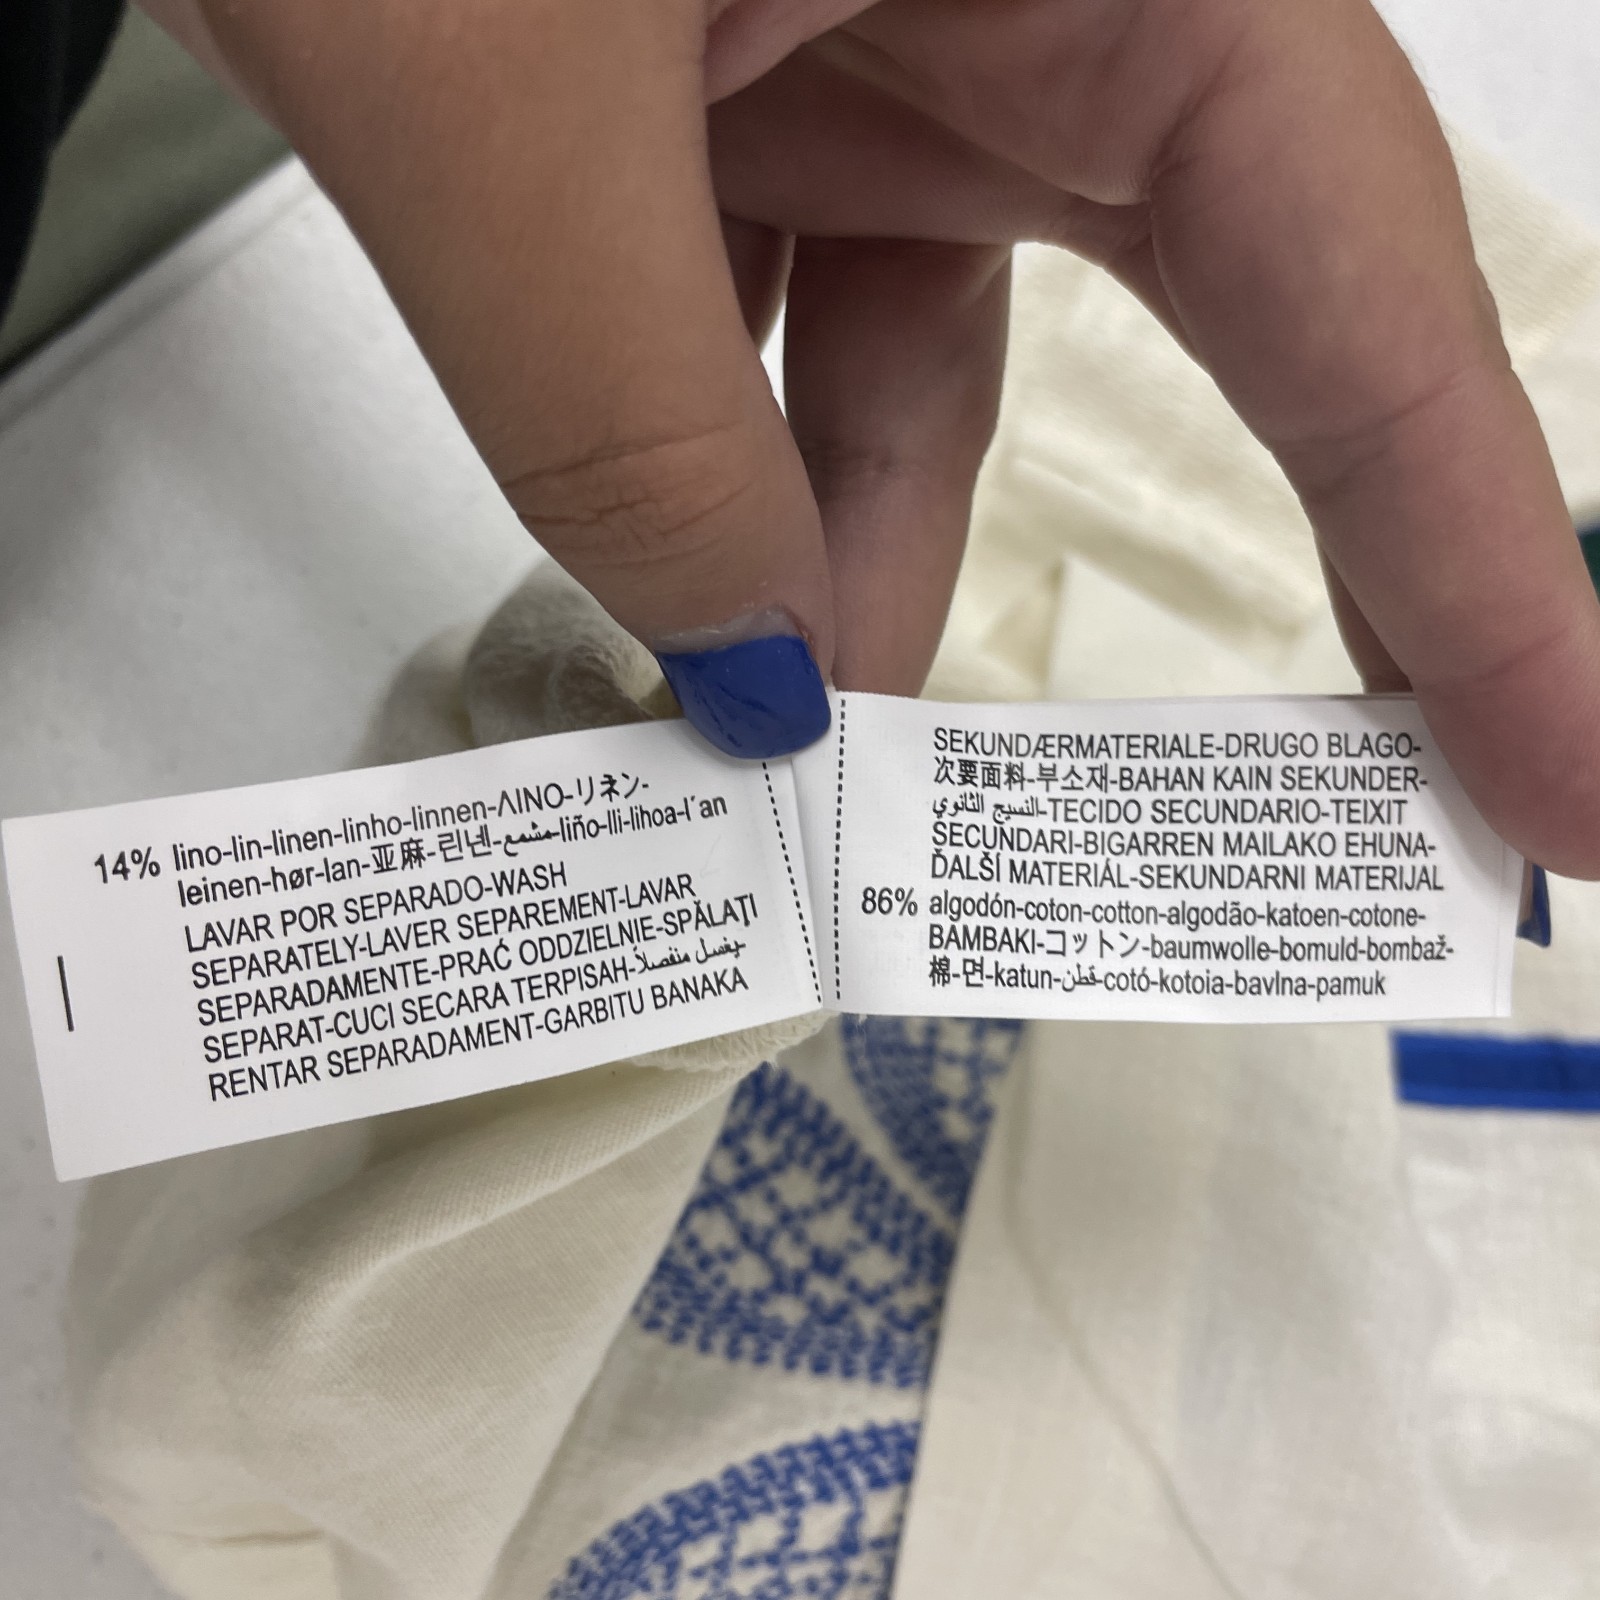 14% lino-lin-linen-linho-linnen-ΛΙΝΟ-リネン-
leinen-hør-lan-亚麻-린넨-مشمع-liño-lli-lihoa-l´an
LAVAR POR SEPARADO-WASH
SEPARATELY-LAVER SEPAREMENT-LAVAR
SEPARADAMENTE-PRAĆ ODDZIELNIE-SPĂLAŢI
SEPARAT-CUCI SECARA TERPISAH-يغسل منفصلاً-
RENTAR SEPARADAMENT-GARBITU BANAKA
SEKUNDÆRMATERIALE-DRUGO BLAGO-
次要面料-부소재-BAHAN KAIN SEKUNDER-
النسيج الثانوي-TECIDO SECUNDARIO-TEIXIT
SECUNDARI-BIGARREN MAILAKO EHUNA-
ĎALŠÍ MATERIÁL-SEKUNDARNI MATERIJAL
86% algodón-coton-cotton-algodão-katoen-cotone-
BAMBAKI-コットン-baumwolle-bomuld-bombaž-
棉-면-katun-قطن-cotó-kotoia-bavlna-pamuk